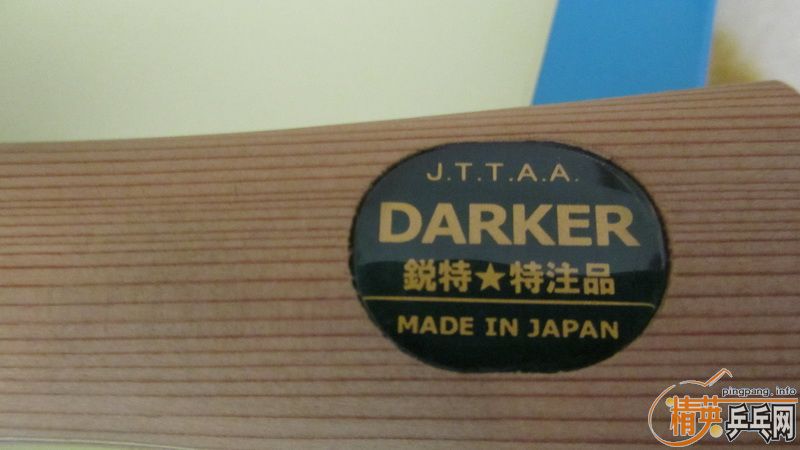 J.T.T.A.A.
DARKER
鋭特★特注品
MADE IN JAPAN
pingpang.info
精英乒乓网